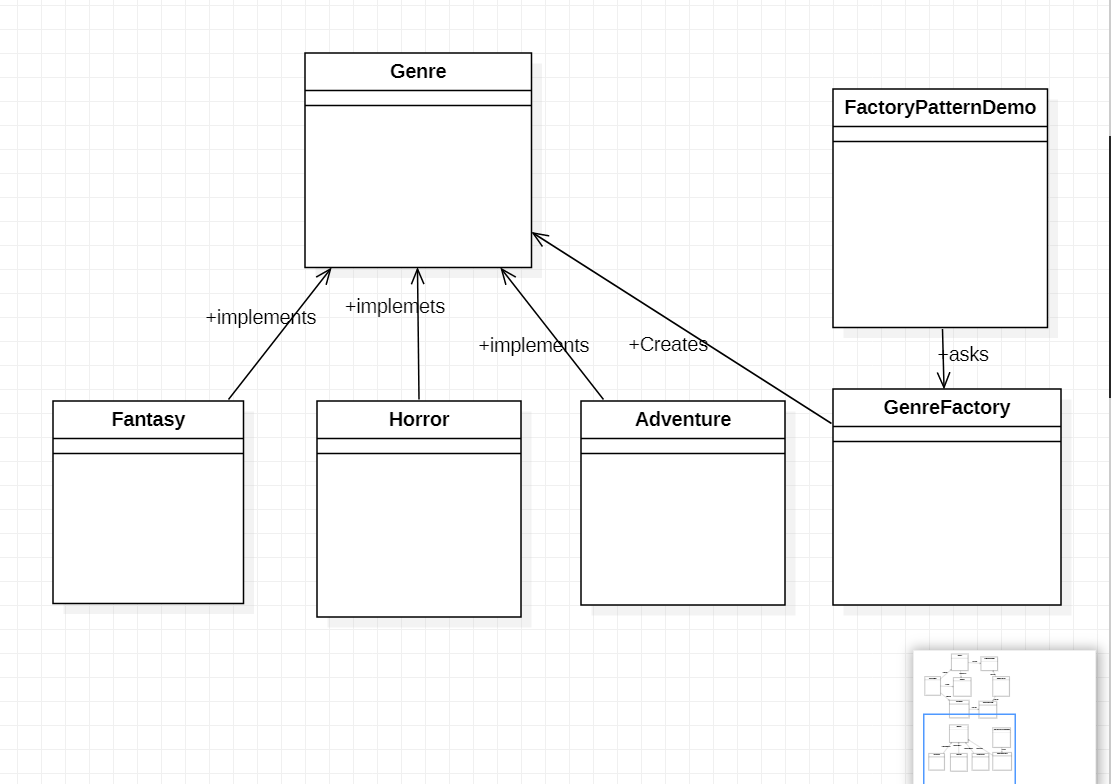 Genre
FactoryPatternDemo
+implements
+implemets
+implements
+Creates
+asks
Fantasy
Horror
Adventure
GenreFactory